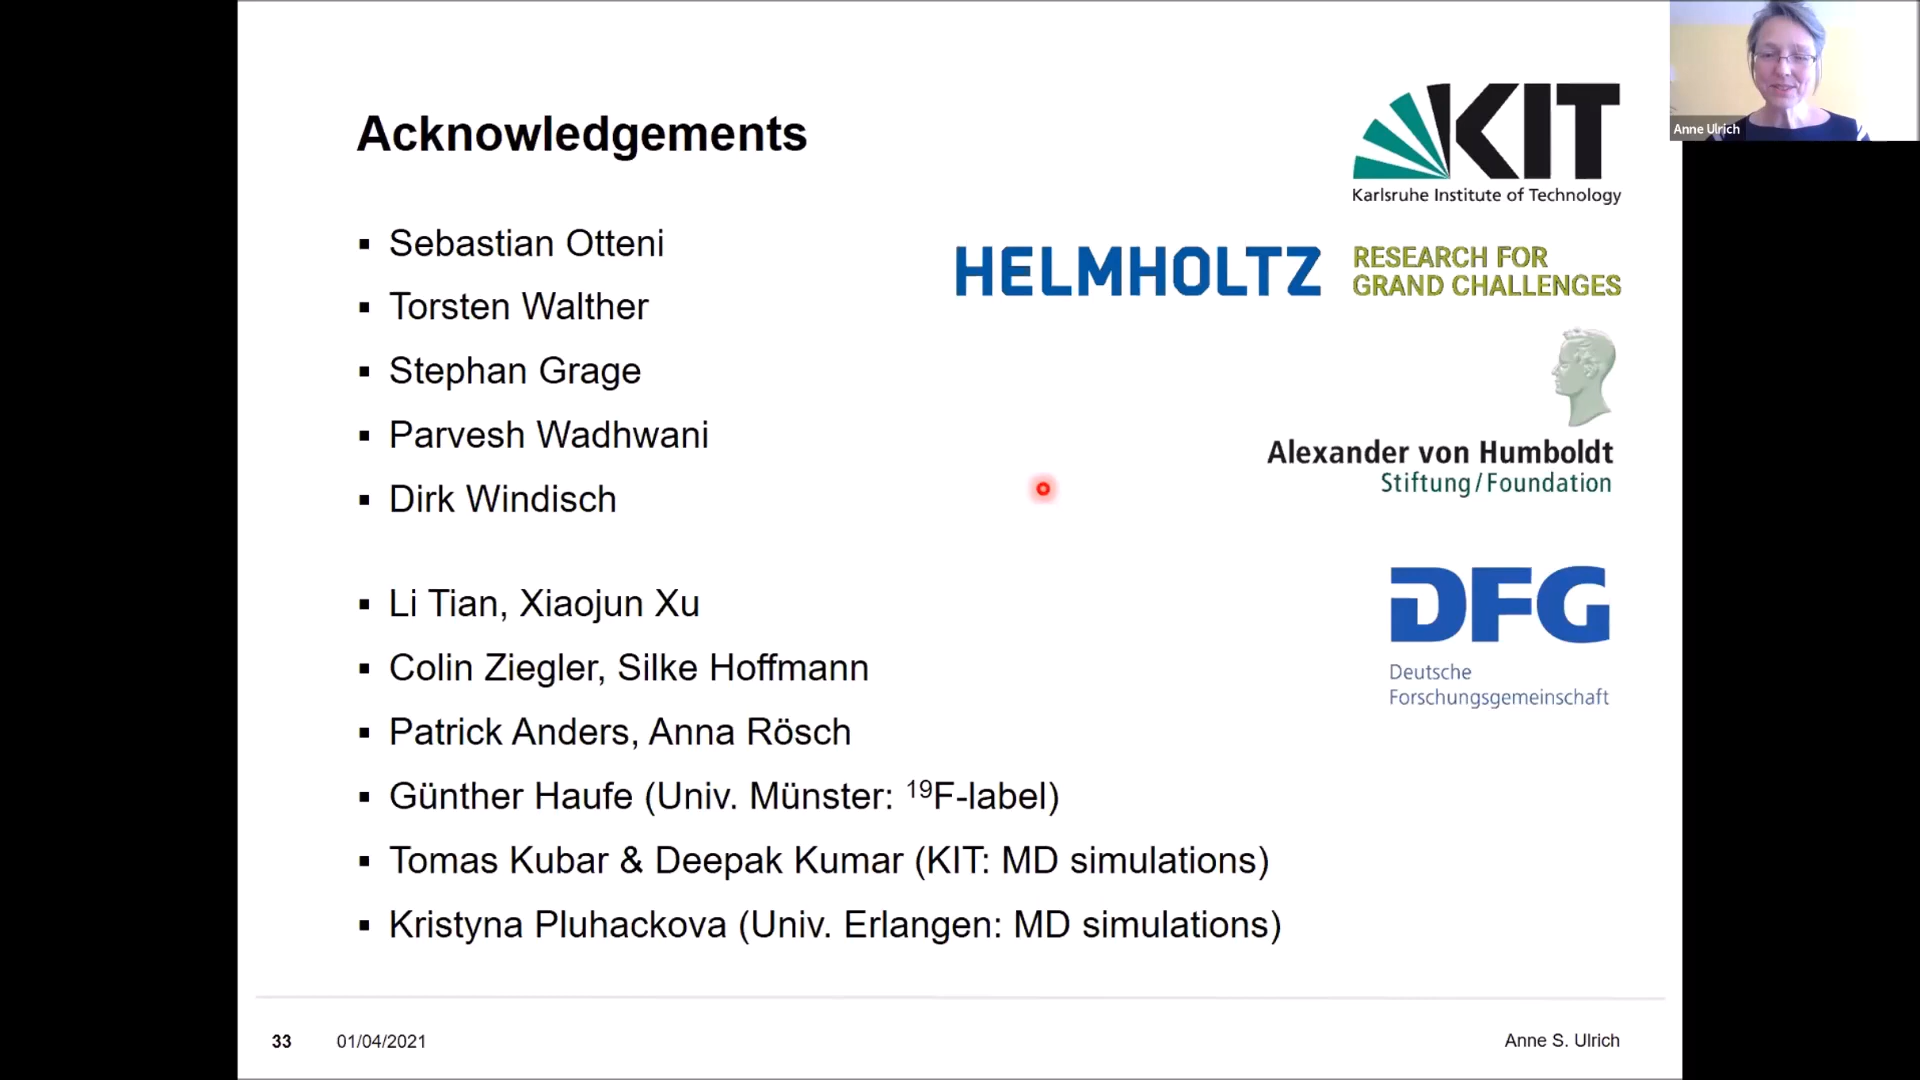 Acknowledgements
▪ Sebastian Otteni
▪ Torsten Walther
▪ Stephan Grage
▪ Parvesh Wadhwani
▪ Dirk Windisch
▪ Li Tian, Xiaojun Xu
▪ Colin Ziegler, Silke Hoffmann
▪ Patrick Anders, Anna Rösch
▪ Günther Haufe (Univ. Münster: ¹⁹F-label)
▪ Tomas Kubar & Deepak Kumar (KIT: MD simulations)
▪ Kristyna Pluhackova (Univ. Erlangen: MD simulations)
KIT
Karlsruhe Institute of Technology
HELMHOLTZ
RESEARCH FOR
GRAND CHALLENGES
Alexander von Humboldt
Stiftung/Foundation
DFG
Deutsche
Forschungsgemeinschaft
Anne Ulrich
33
01/04/2021
Anne S. Ulrich